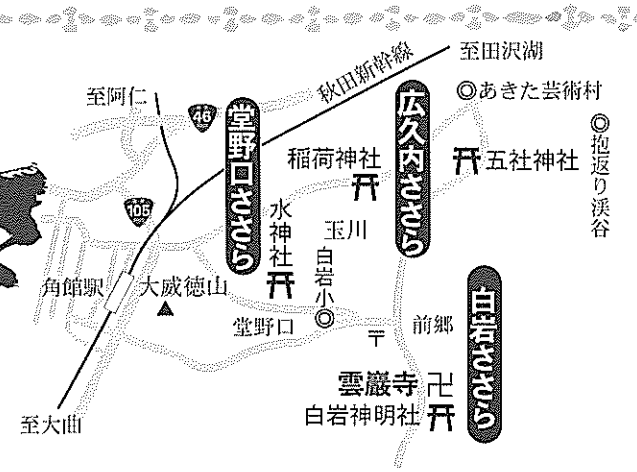 至田沢湖
秋田新幹線
至阿仁
46
堂野口ささら
広久内ささら
あきた芸術村
抱返り渓谷
稲荷神社
五社神社
105
水神社
玉川
白岩小
角館駅
大威徳山
堂野口
〒
前郷
白岩ささら
雲巌寺
白岩神明社
至大曲